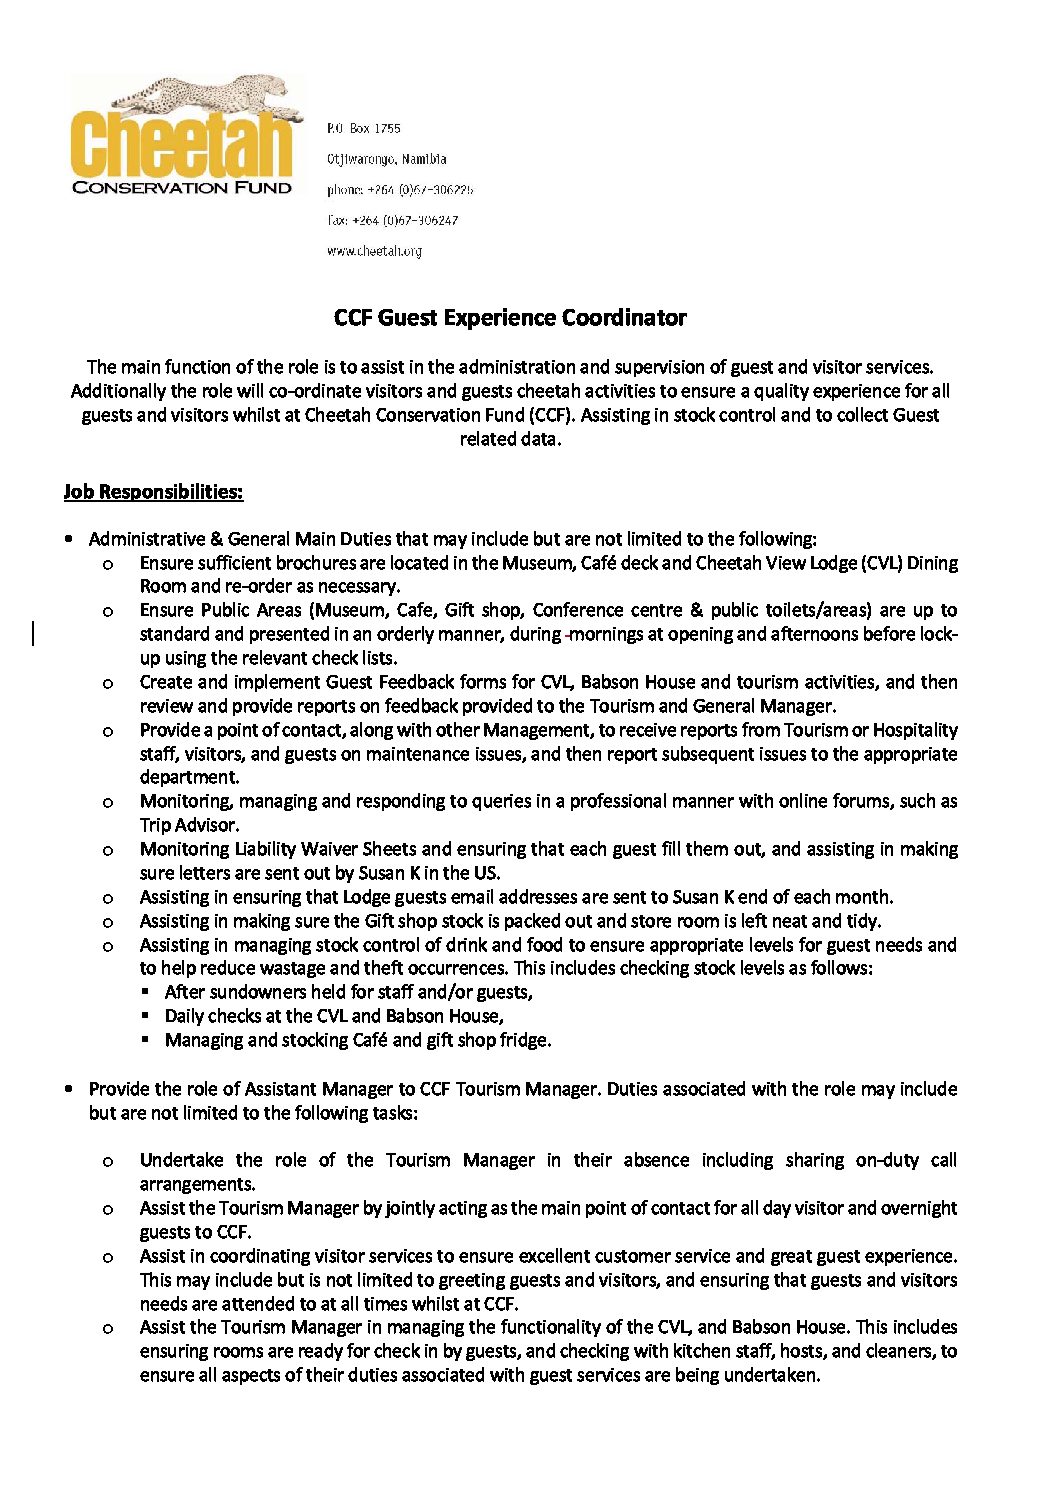 Cheetah
CONSERVATION FUND
P.O Box 1755
Otjiwarongo, Namibia
phone: +264 (0)67-306225
fax: +264 (0)67-306247
www.cheetah.org
CCF Guest Experience Coordinator
The main function of the role is to assist in the administration and supervision of guest and visitor services.
Additionally the role will co-ordinate visitors and guests cheetah activities to ensure a quality experience for all
guests and visitors whilst at Cheetah Conservation Fund (CCF). Assisting in stock control and to collect Guest
related data.
Job Responsibilities:
• Administrative & General Main Duties that may include but are not limited to the following:
o Ensure sufficient brochures are located in the Museum, Café deck and Cheetah View Lodge (CVL) Dining
Room and re-order as necessary.
o Ensure Public Areas (Museum, Cafe, Gift shop, Conference centre & public toilets/areas) are up to
standard and presented in an orderly manner, during -mornings at opening and afternoons before lock-
up using the relevant check lists.
o Create and implement Guest Feedback forms for CVL, Babson House and tourism activities, and then
review and provide reports on feedback provided to the Tourism and General Manager.
o Provide a point of contact, along with other Management, to receive reports from Tourism or Hospitality
staff, visitors, and guests on maintenance issues, and then report subsequent issues to the appropriate
department.
o Monitoring, managing and responding to queries in a professional manner with online forums, such as
Trip Advisor.
o Monitoring Liability Waiver Sheets and ensuring that each guest fill them out, and assisting in making
sure letters are sent out by Susan K in the US.
o Assisting in ensuring that Lodge guests email addresses are sent to Susan K end of each month.
o Assisting in making sure the Gift shop stock is packed out and store room is left neat and tidy.
o Assisting in managing stock control of drink and food to ensure appropriate levels for guest needs and
to help reduce wastage and theft occurrences. This includes checking stock levels as follows:
▪ After sundowners held for staff and/or guests,
▪ Daily checks at the CVL and Babson House,
▪ Managing and stocking Café and gift shop fridge.
• Provide the role of Assistant Manager to CCF Tourism Manager. Duties associated with the role may include
but are not limited to the following tasks:
o Undertake the role of the Tourism Manager in their absence including sharing on-duty call
arrangements.
o Assist the Tourism Manager by jointly acting as the main point of contact for all day visitor and overnight
guests to CCF.
o Assist in coordinating visitor services to ensure excellent customer service and great guest experience.
This may include but is not limited to greeting guests and visitors, and ensuring that guests and visitors
needs are attended to at all times whilst at CCF.
o Assist the Tourism Manager in managing the functionality of the CVL, and Babson House. This includes
ensuring rooms are ready for check in by guests, and checking with kitchen staff, hosts, and cleaners, to
ensure all aspects of their duties associated with guest services are being undertaken.